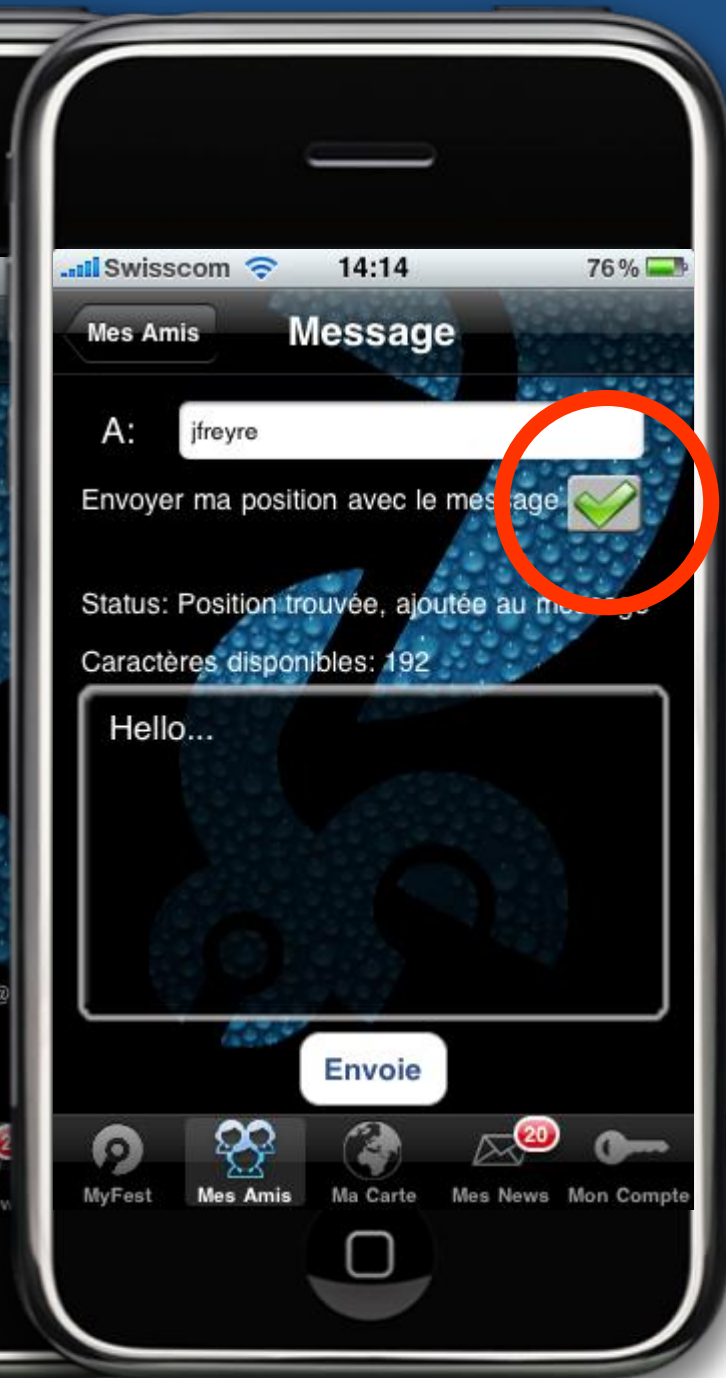 Swisscom 14:14 76%
Mes Amis Message
A: jfreyre
Envoyer ma position avec le message
Status: Position trouvée, ajoutée au message
Caractères disponibles: 192
Hello...
@
Envoie
20
MyFest Mes Amis Ma Carte Mes News Mon Compte